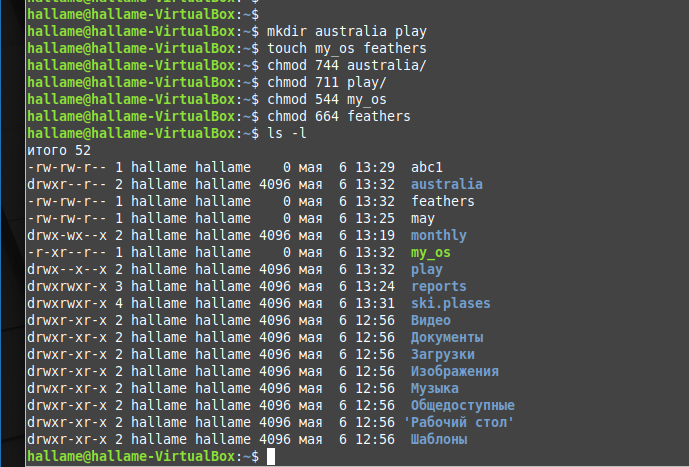 hallame@hallame-VirtualBox:~$
hallame@hallame-VirtualBox:~$ mkdir australia play
hallame@hallame-VirtualBox:~$ touch my_os feathers
hallame@hallame-VirtualBox:~$ chmod 744 australia/
hallame@hallame-VirtualBox:~$ chmod 711 play/
hallame@hallame-VirtualBox:~$ chmod 544 my_os
hallame@hallame-VirtualBox:~$ chmod 664 feathers
hallame@hallame-VirtualBox:~$ ls -l
итого 52
-rw-rw-r-- 1 hallame hallame    0 мая  6 13:29  abc1
drwxr--r-- 2 hallame hallame 4096 мая  6 13:32  australia
-rw-rw-r-- 1 hallame hallame    0 мая  6 13:32  feathers
-rw-rw-r-- 1 hallame hallame    0 мая  6 13:25  may
drwx-wx--x 2 hallame hallame 4096 мая  6 13:19  monthly
-r-xr--r-- 1 hallame hallame    0 мая  6 13:32  my_os
drwx--x--x 2 hallame hallame 4096 мая  6 13:32  play
drwxrwxr-x 3 hallame hallame 4096 мая  6 13:24  reports
drwxrwxr-x 4 hallame hallame 4096 мая  6 13:31  ski.plases
drwxr-xr-x 2 hallame hallame 4096 мая  6 12:56  Видео
drwxr-xr-x 2 hallame hallame 4096 мая  6 12:56  Документы
drwxr-xr-x 2 hallame hallame 4096 мая  6 12:56  Загрузки
drwxr-xr-x 2 hallame hallame 4096 мая  6 12:56  Изображения
drwxr-xr-x 2 hallame hallame 4096 мая  6 12:56  Музыка
drwxr-xr-x 2 hallame hallame 4096 мая  6 12:56  Общедоступные
drwxr-xr-x 2 hallame hallame 4096 мая  6 12:56 'Рабочий стол'
drwxr-xr-x 2 hallame hallame 4096 мая  6 12:56  Шаблоны
hallame@hallame-VirtualBox:~$